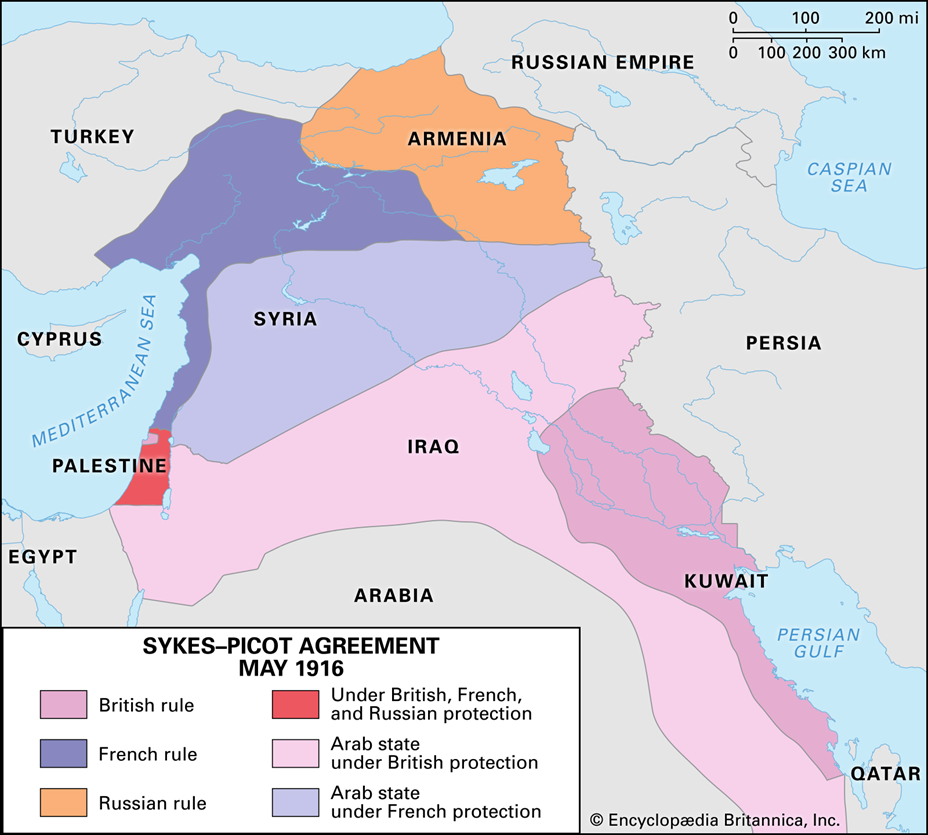 0 100 200 mi
0 100 200 300 km
RUSSIAN EMPIRE
TURKEY
ARMENIA
CASPIAN
SEA
SYRIA
CYPRUS
PERSIA
MEDITERRANEAN SEA
IRAQ
PALESTINE
EGYPT
KUWAIT
ARABIA
PERSIAN
GULF
QATAR
SYKES–PICOT AGREEMENT
MAY 1916
British rule
French rule
Russian rule
Under British, French,
and Russian protection
Arab state
under British protection
Arab state
under French protection
© Encyclopædia Britannica, Inc.